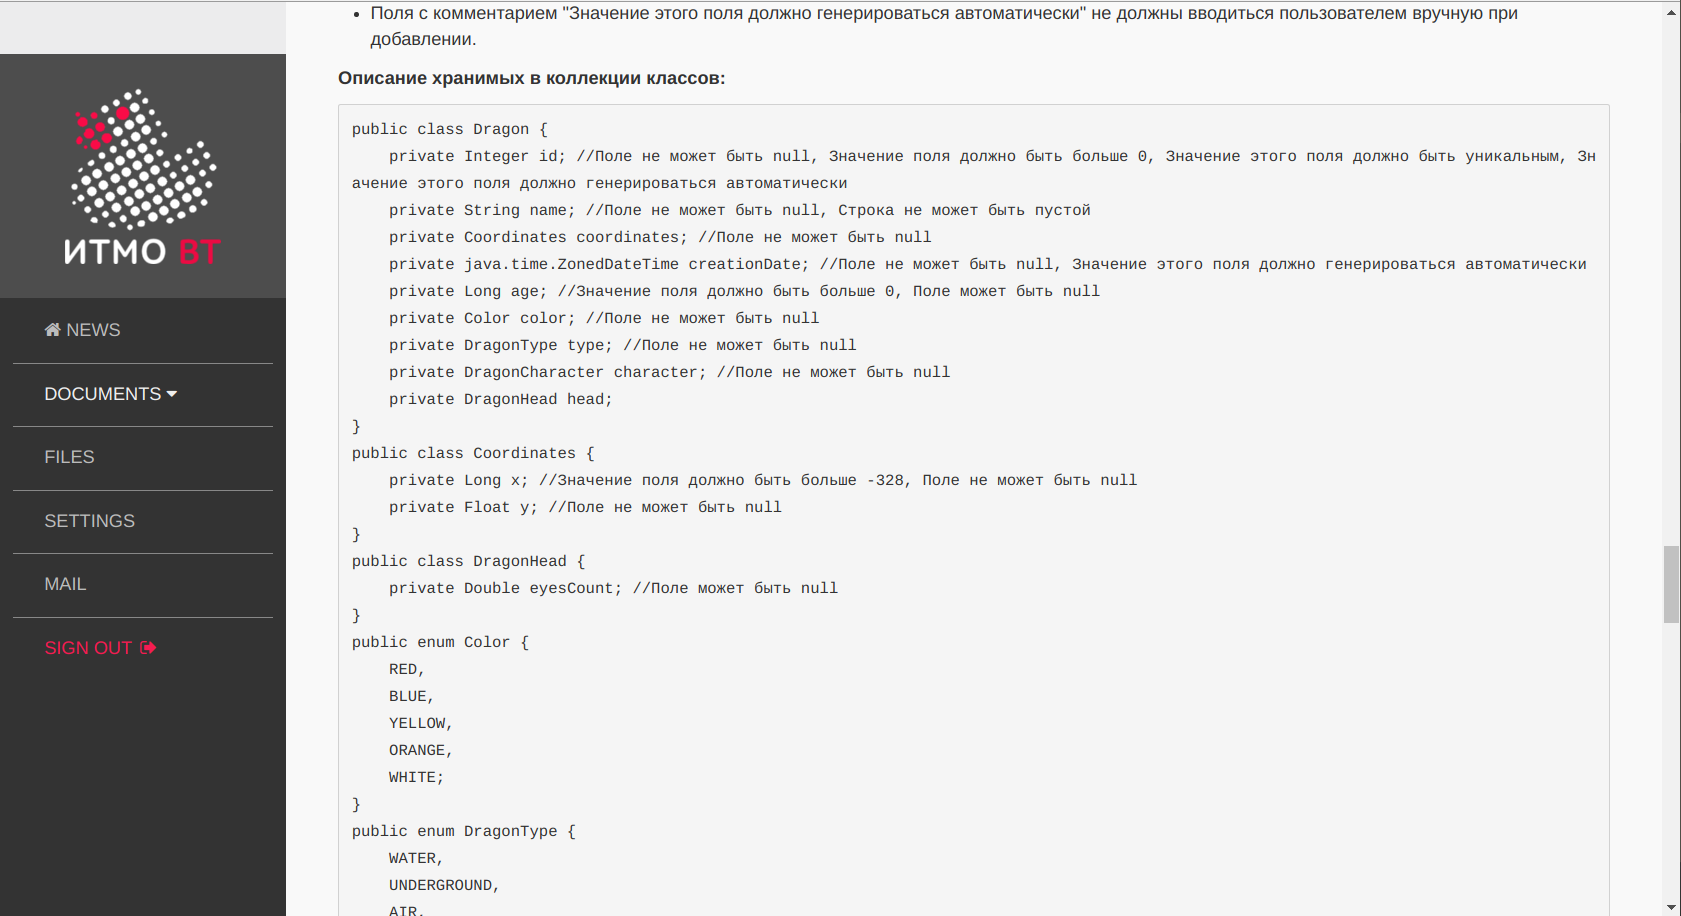 Поля с комментарием "Значение этого поля должно генерироваться автоматически" не должны вводиться пользователем вручную при
добавлении.
Описание хранимых в коллекции классов:
public class Dragon {
    private Integer id; //Поле не может быть null, Значение поля должно быть больше 0, Значение этого поля должно быть уникальным, Зн
ачение этого поля должно генерироваться автоматически
    private String name; //Поле не может быть null, Строка не может быть пустой
    private Coordinates coordinates; //Поле не может быть null
    private java.time.ZonedDateTime creationDate; //Поле не может быть null, Значение этого поля должно генерироваться автоматически
    private Long age; //Значение поля должно быть больше 0, Поле может быть null
    private Color color; //Поле не может быть null
    private DragonType type; //Поле не может быть null
    private DragonCharacter character; //Поле не может быть null
    private DragonHead head;
}
public class Coordinates {
    private Long x; //Значение поля должно быть больше -328, Поле не может быть null
    private Float y; //Поле не может быть null
}
public class DragonHead {
    private Double eyesCount; //Поле может быть null
}
public enum Color {
    RED,
    BLUE,
    YELLOW,
    ORANGE,
    WHITE;
}
public enum DragonType {
    WATER,
    UNDERGROUND,
    AIR,
ИТМО ВТ
NEWS
DOCUMENTS
FILES
SETTINGS
MAIL
SIGN OUT